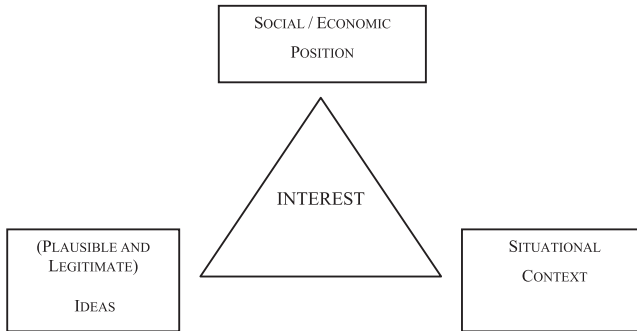 SOCIAL / ECONOMIC
POSITION
INTEREST
(PLAUSIBLE AND
LEGITIMATE)
IDEAS
SITUATIONAL
CONTEXT